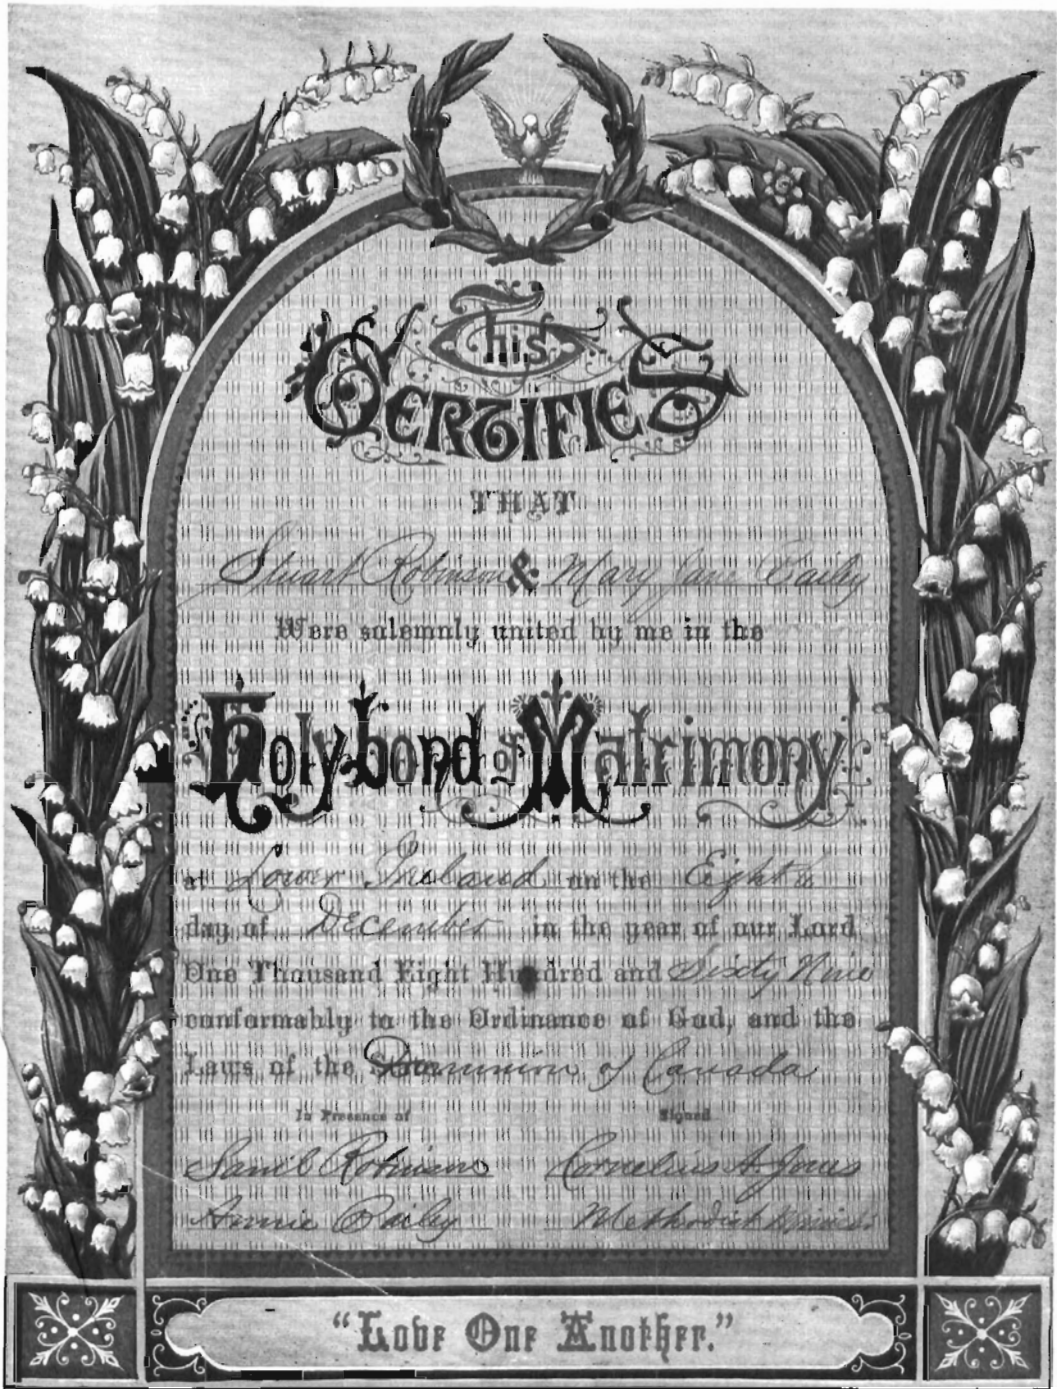 This
Certifies
THAT
Stuart Robinson & Mary Jane Baily
Were solemnly united by me in the
Holy bond of Matrimony
at Lower Ireland on the Eighth
day of December in the year of our Lord
One Thousand Eight Hundred and Sixty Nine
conformably to the Ordinance of God, and the
Laws of the Dominion of Canada
In Presence of Signed
Saml Robinson Cornelius A Jones
Annie Baily Methodist Minister
"Love One Another."